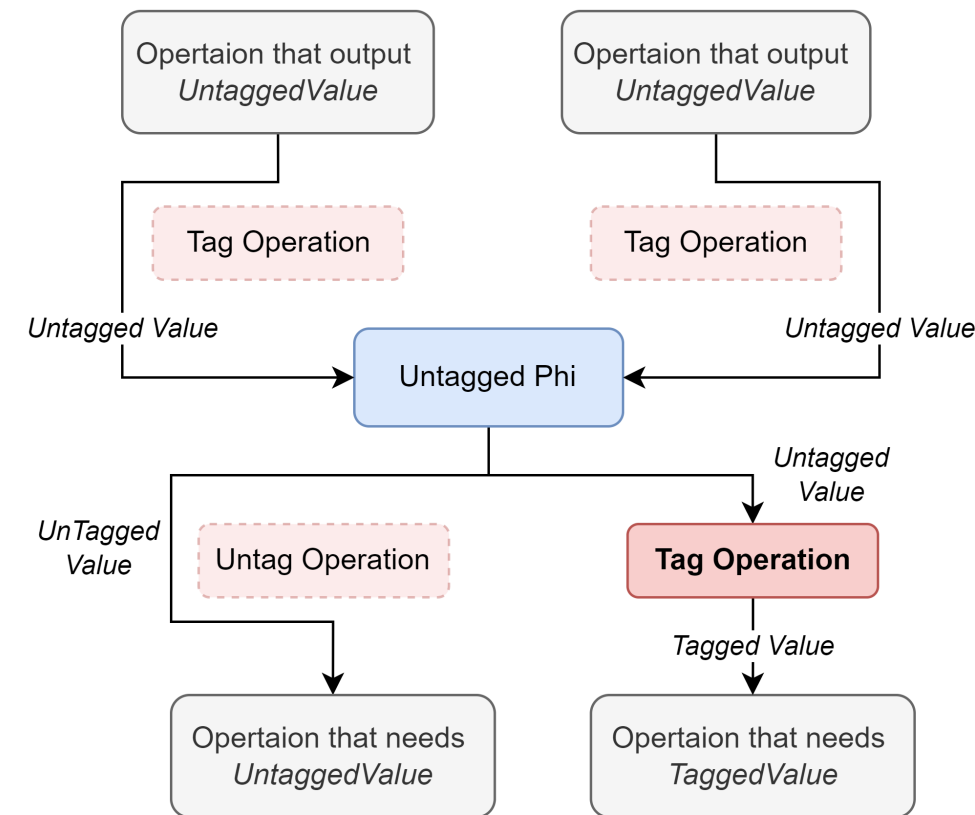 Opertaion that output
UntaggedValue
Opertaion that output
UntaggedValue
Tag Operation
Tag Operation
Untagged Value
Untagged Value
Untagged Phi
Untagged
Value
UnTagged
Value
Untag Operation
Tag Operation
Tagged Value
Opertaion that needs
UntaggedValue
Opertaion that needs
TaggedValue